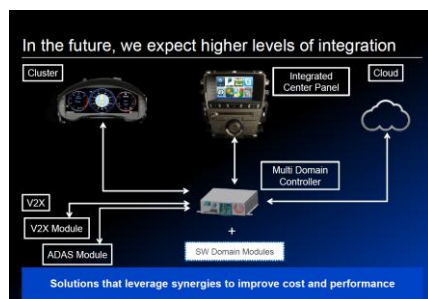 In the future, we expect higher levels of integration
Cluster
Integrated
Center Panel
Cloud
Multi Domain
Controller
V2X
V2X Module
ADAS Module
+
SW Domain Modules
Solutions that leverage synergies to improve cost and performance